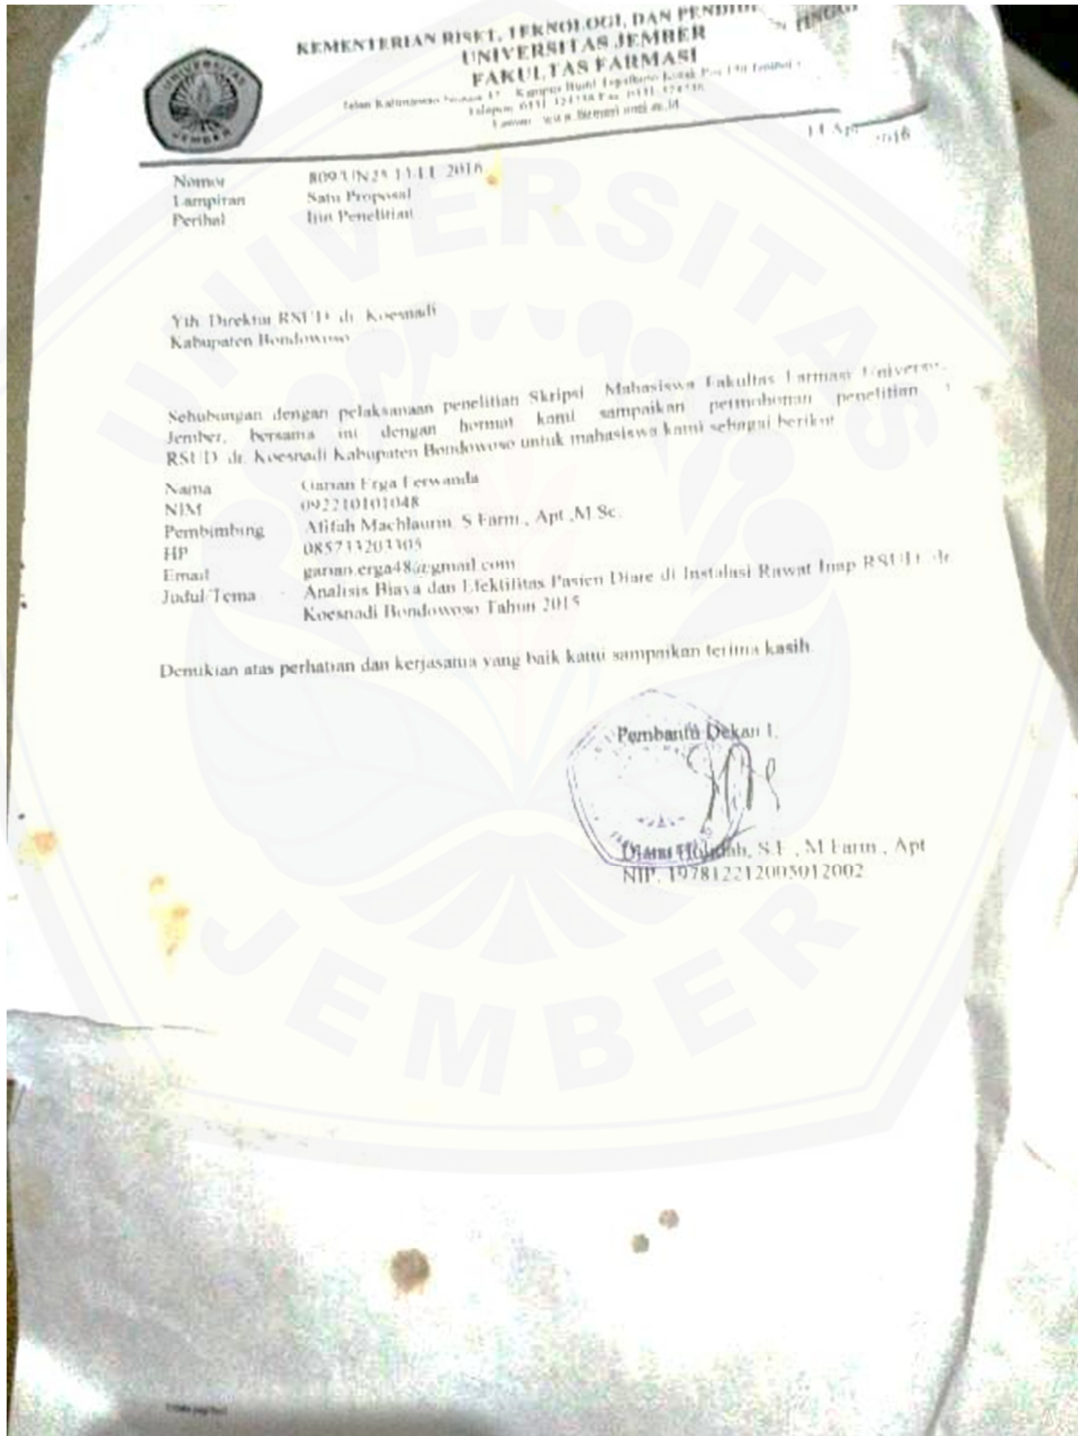 KEMENTERIAN RISET, TEKNOLOGI, DAN TINGGI
UNIVERSITAS JEMBER
FAKULTAS FARMASI
Jalan Kalimantan
UNIVERSITAS JEMBER
Nomor
Lampiran Satu Proposal
Perihal Ijin Penelitian
Yth Direktur RSUD dr. Koesnadi
Kabupaten Bondowoso
Sehubungan dengan pelaksanaan penelitian Skripsi Mahasiswa Fakultas Farmasi
Jember, bersama ini dengan hormat kami sampaikan permohonan penelitian
RSUD dr. Koesnadi Kabupaten Bondowoso untuk mahasiswa kami sebagai berikut
Nama Garian Erga Ferwanda
NIM 092210101048
Pembimbing Afifah Machlaurin, S.Farm., Apt.,M.Sc.
HP 085733203305
Email garian.erga48@gmail.com
Judul/Tema Analisis Biaya dan Efektifitas Pasien Diare di Instalasi Rawat Inap RSUD dr.
Koesnadi Bondowoso Tahun 2015
Demikian atas perhatian dan kerjasama yang baik kami sampaikan terima kasih.
Pembantu Dekan I,
M.Farm., Apt
NIP. 197812212005012002
UNIVERSITAS
JEMBER